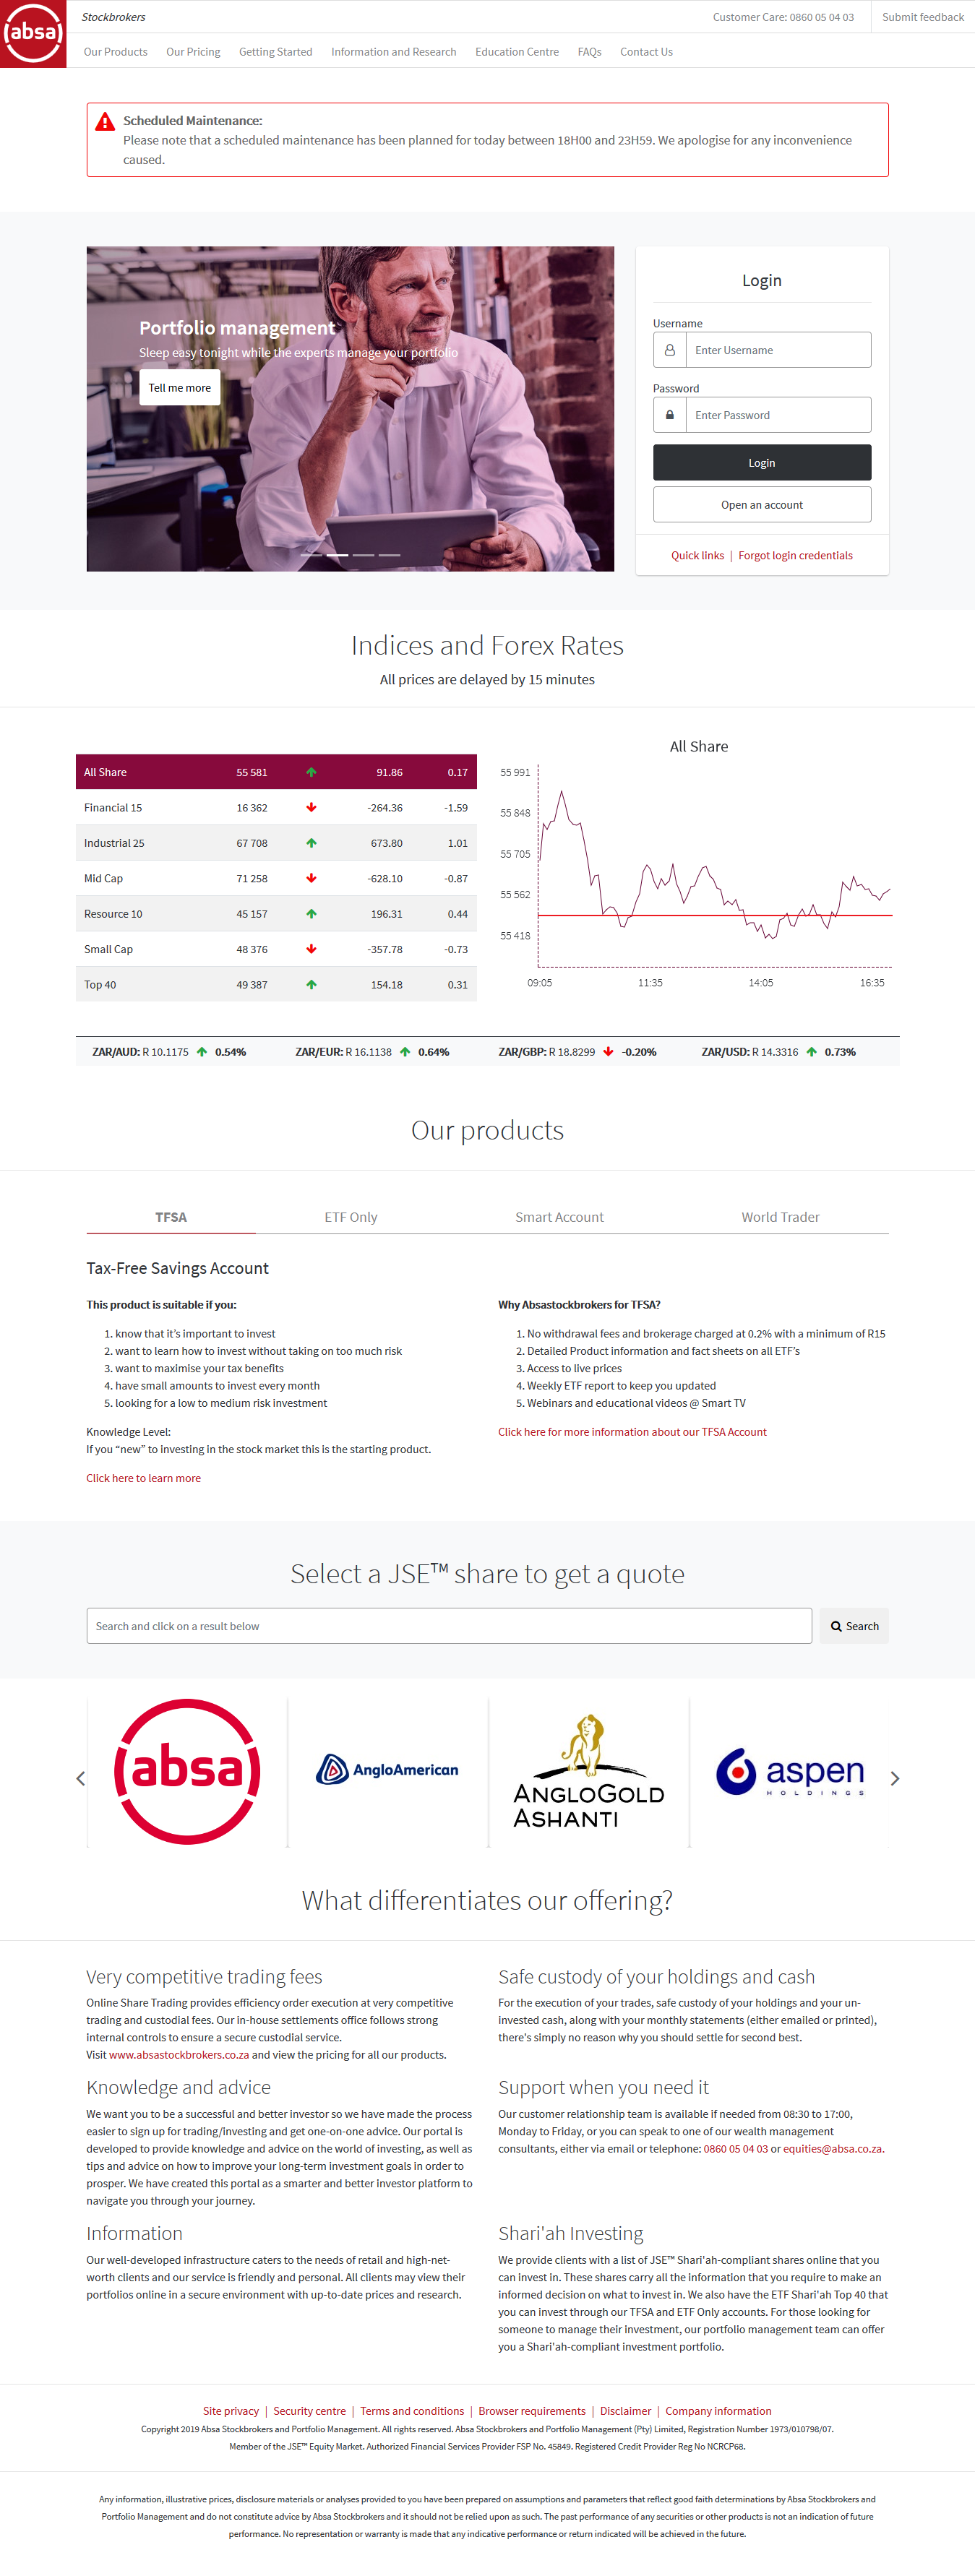 absa
Stockbrokers
Customer Care: 0860 05 04 03
Submit feedback
Our Products
Our Pricing
Getting Started
Information and Research
Education Centre
FAQs
Contact Us
Scheduled Maintenance:
Please note that a scheduled maintenance has been planned for today between 18H00 and 23H59. We apologise for any inconvenience
caused.
Portfolio management
Sleep easy tonight while the experts manage your portfolio
Tell me more
Login
Username
Enter Username
Password
Enter Password
Login
Open an account
Quick links | Forgot login credentials
Indices and Forex Rates
All prices are delayed by 15 minutes
All Share 55 581 91.86 0.17
Financial 15 16 362 -264.36 -1.59
Industrial 25 67 708 673.80 1.01
Mid Cap 71 258 -628.10 -0.87
Resource 10 45 157 196.31 0.44
Small Cap 48 376 -357.78 -0.73
Top 40 49 387 154.18 0.31
All Share
55 991
55 848
55 705
55 562
55 418
09:05 11:35 14:05 16:35
ZAR/AUD: R 10.1175 0.54%
ZAR/EUR: R 16.1138 0.64%
ZAR/GBP: R 18.8299 -0.20%
ZAR/USD: R 14.3316 0.73%
Our products
TFSA
ETF Only
Smart Account
World Trader
Tax-Free Savings Account
This product is suitable if you:
1. know that it's important to invest
2. want to learn how to invest without taking on too much risk
3. want to maximise your tax benefits
4. have small amounts to invest every month
5. looking for a low to medium risk investment
Knowledge Level:
If you “new” to investing in the stock market this is the starting product.
Click here to learn more
Why Absastockbrokers for TFSA?
1. No withdrawal fees and brokerage charged at 0.2% with a minimum of R15
2. Detailed Product information and fact sheets on all ETF's
3. Access to live prices
4. Weekly ETF report to keep you updated
5. Webinars and educational videos @ Smart TV
Click here for more information about our TFSA Account
Select a JSE™ share to get a quote
Search and click on a result below
Search
absa
AngloAmerican
ANGLOGOLD
ASHANTI
aspen
HOLDINGS
What differentiates our offering?
Very competitive trading fees
Online Share Trading provides efficiency order execution at very competitive
trading and custodial fees. Our in-house settlements office follows strong
internal controls to ensure a secure custodial service.
Visit www.absastockbrokers.co.za and view the pricing for all our products.
Safe custody of your holdings and cash
For the execution of your trades, safe custody of your holdings and your un-
invested cash, along with your monthly statements (either emailed or printed),
there's simply no reason why you should settle for second best.
Knowledge and advice
We want you to be a successful and better investor so we have made the process
easier to sign up for trading/investing and get one-on-one advice. Our portal is
developed to provide knowledge and advice on the world of investing, as well as
tips and advice on how to improve your long-term investment goals in order to
prosper. We have created this portal as a smarter and better investor platform to
navigate you through your journey.
Support when you need it
Our customer relationship team is available if needed from 08:30 to 17:00,
Monday to Friday, or you can speak to one of our wealth management
consultants, either via email or telephone: 0860 05 04 03 or equities@absa.co.za.
Information
Our well-developed infrastructure caters to the needs of retail and high-net-
worth clients and our service is friendly and personal. All clients may view their
portfolios online in a secure environment with up-to-date prices and research.
Shari'ah Investing
We provide clients with a list of JSE™ Shari'ah-compliant shares online that you
can invest in. These shares carry all the information that you require to make an
informed decision on what to invest in. We also have the ETF Shari'ah Top 40 that
you can invest through our TFSA and ETF Only accounts. For those looking for
someone to manage their investment, our portfolio management team can offer
you a Shari'ah-compliant investment portfolio.
Site privacy | Security centre | Terms and conditions | Browser requirements | Disclaimer | Company information
Copyright 2019 Absa Stockbrokers and Portfolio Management. All rights reserved. Absa Stockbrokers and Portfolio Management (Pty) Limited, Registration Number 1973/010798/07.
Member of the JSE™ Equity Market. Authorized Financial Services Provider FSP No. 45849. Registered Credit Provider Reg No NCRCP68.
Any information, illustrative prices, disclosure materials or analyses provided to you have been prepared on assumptions and parameters that reflect good faith determinations by Absa Stockbrokers and
Portfolio Management and do not constitute advice by Absa Stockbrokers and it should not be relied upon as such. The past performance of any securities or other products is not an indication of future
performance. No representation or warranty is made that any indicative performance or return indicated will be achieved in the future.